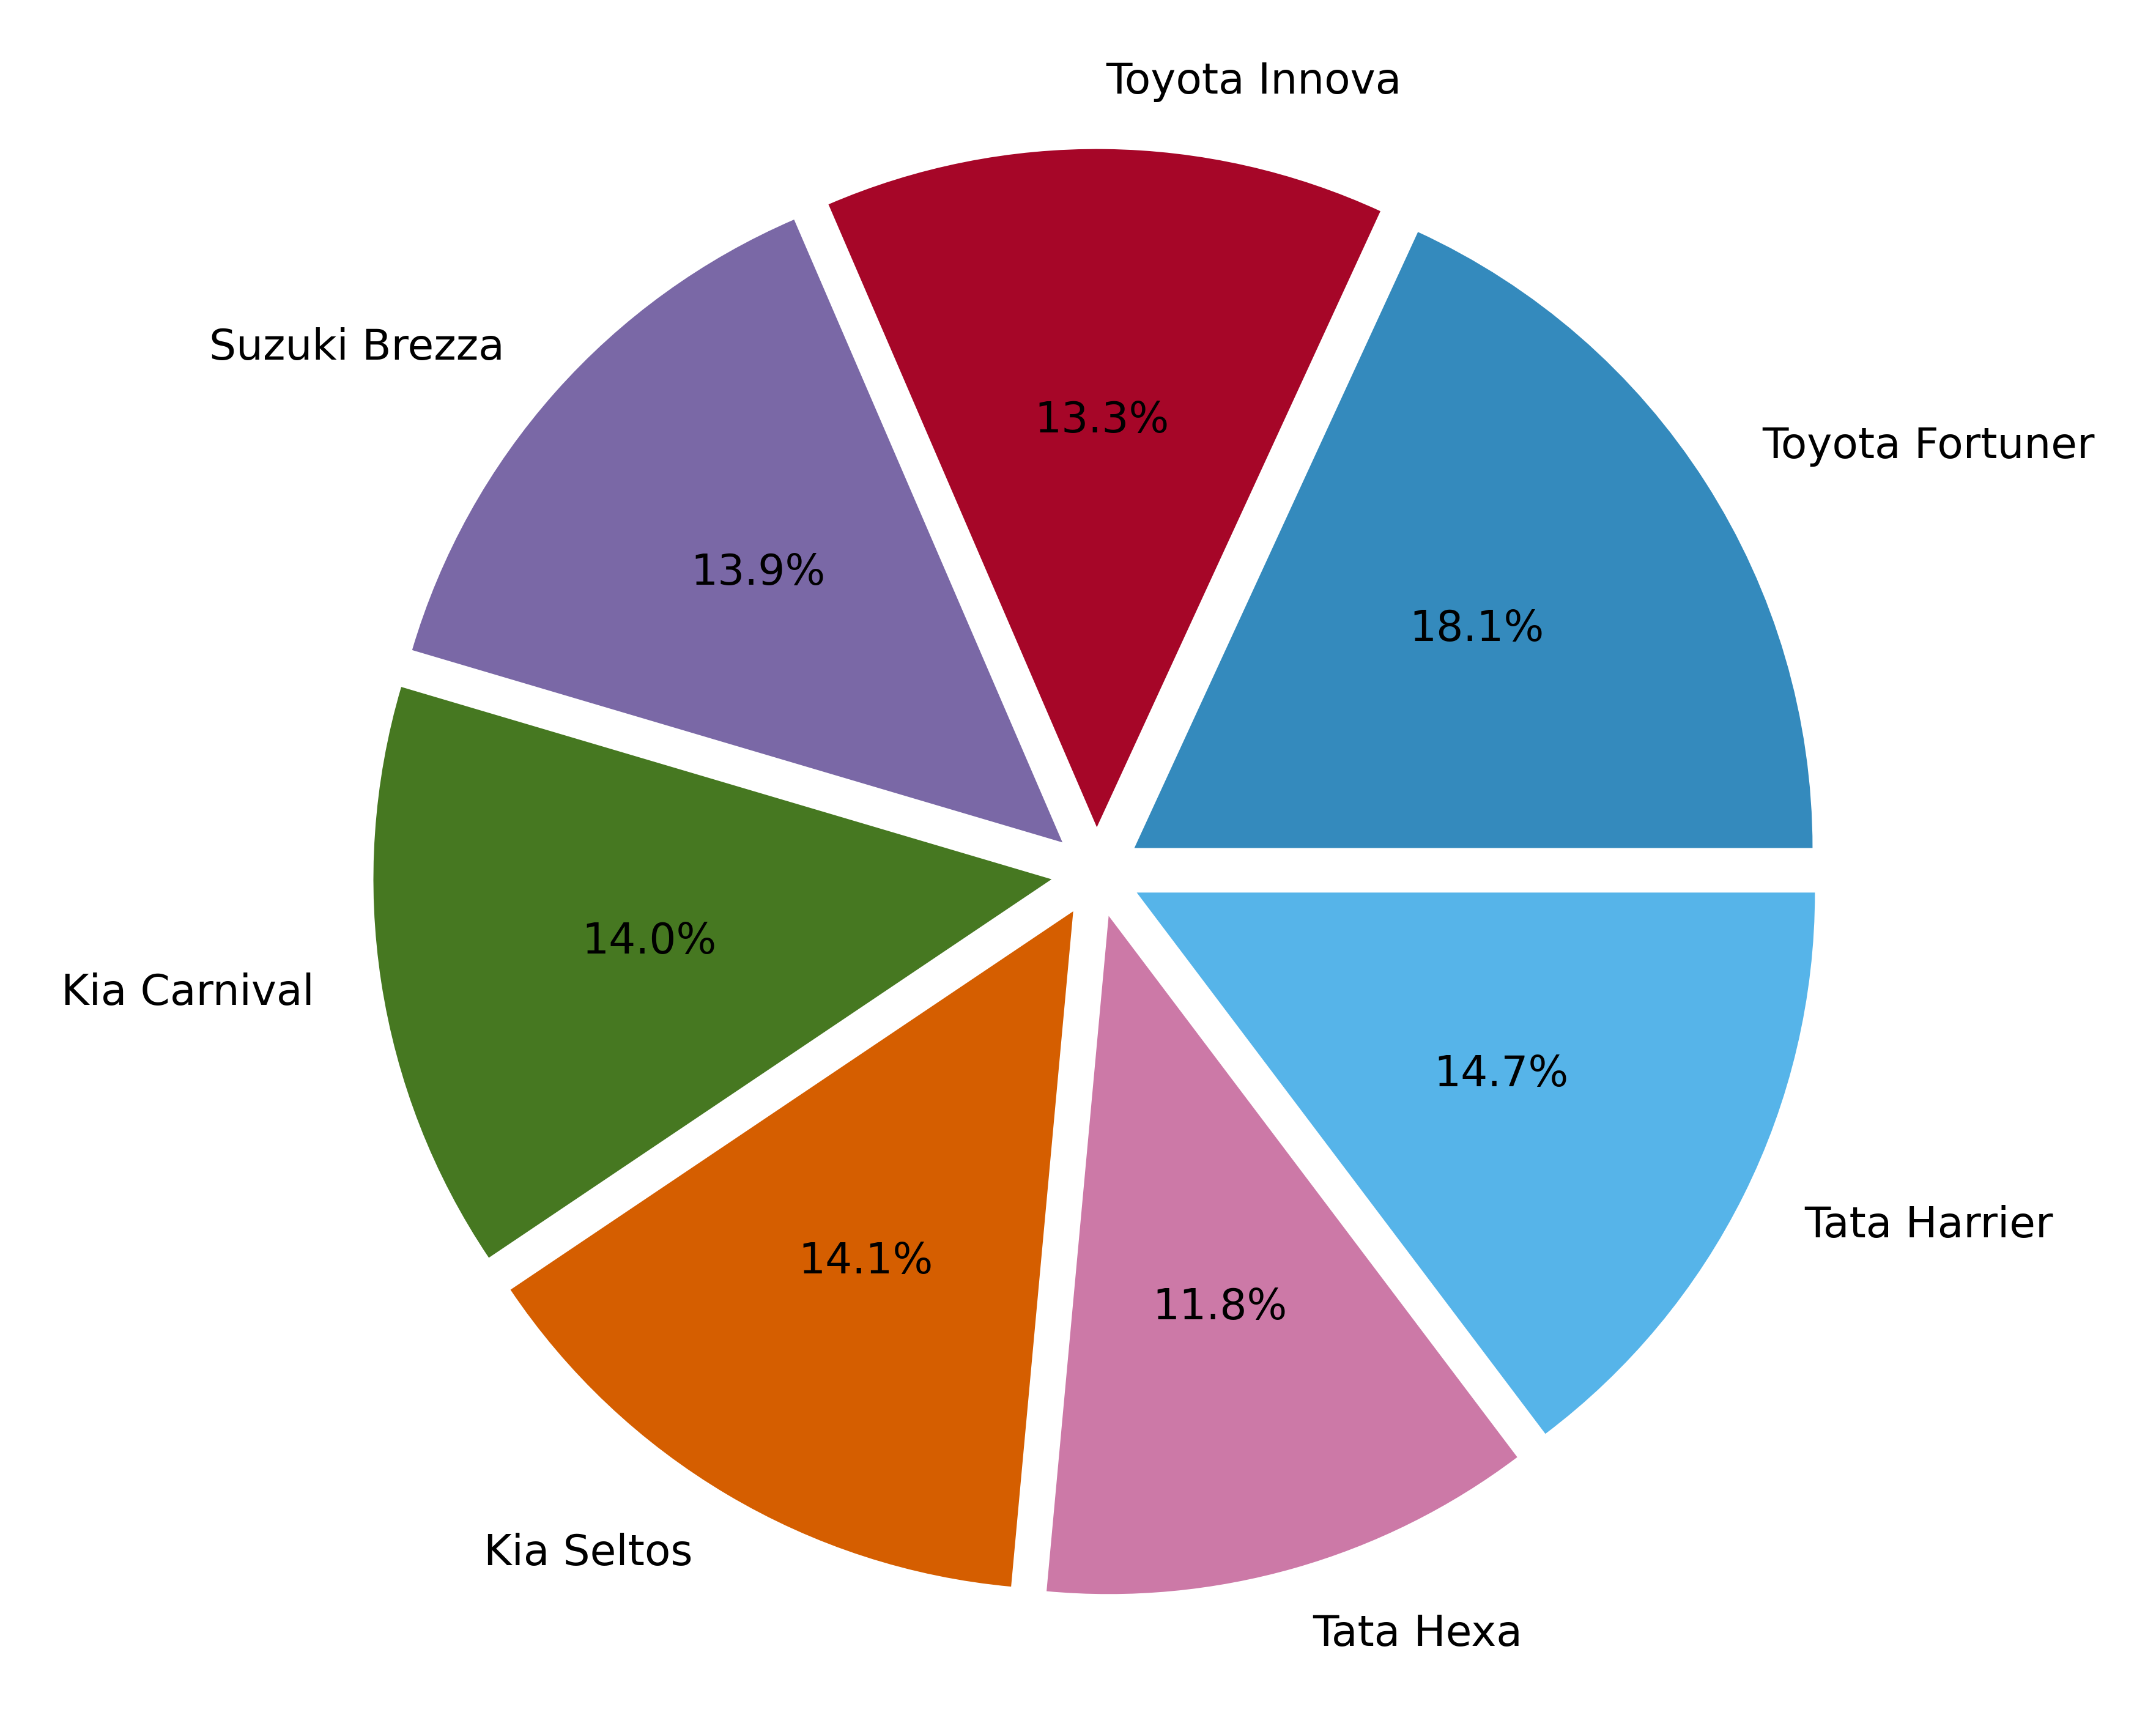 Toyota Innova
Suzuki Brezza
13.3%
Toyota Fortuner
13.9%
18.1%
14.0%
Kia Carnival
14.7%
14.1%
Tata Harrier
11.8%
Kia Seltos
Tata Hexa